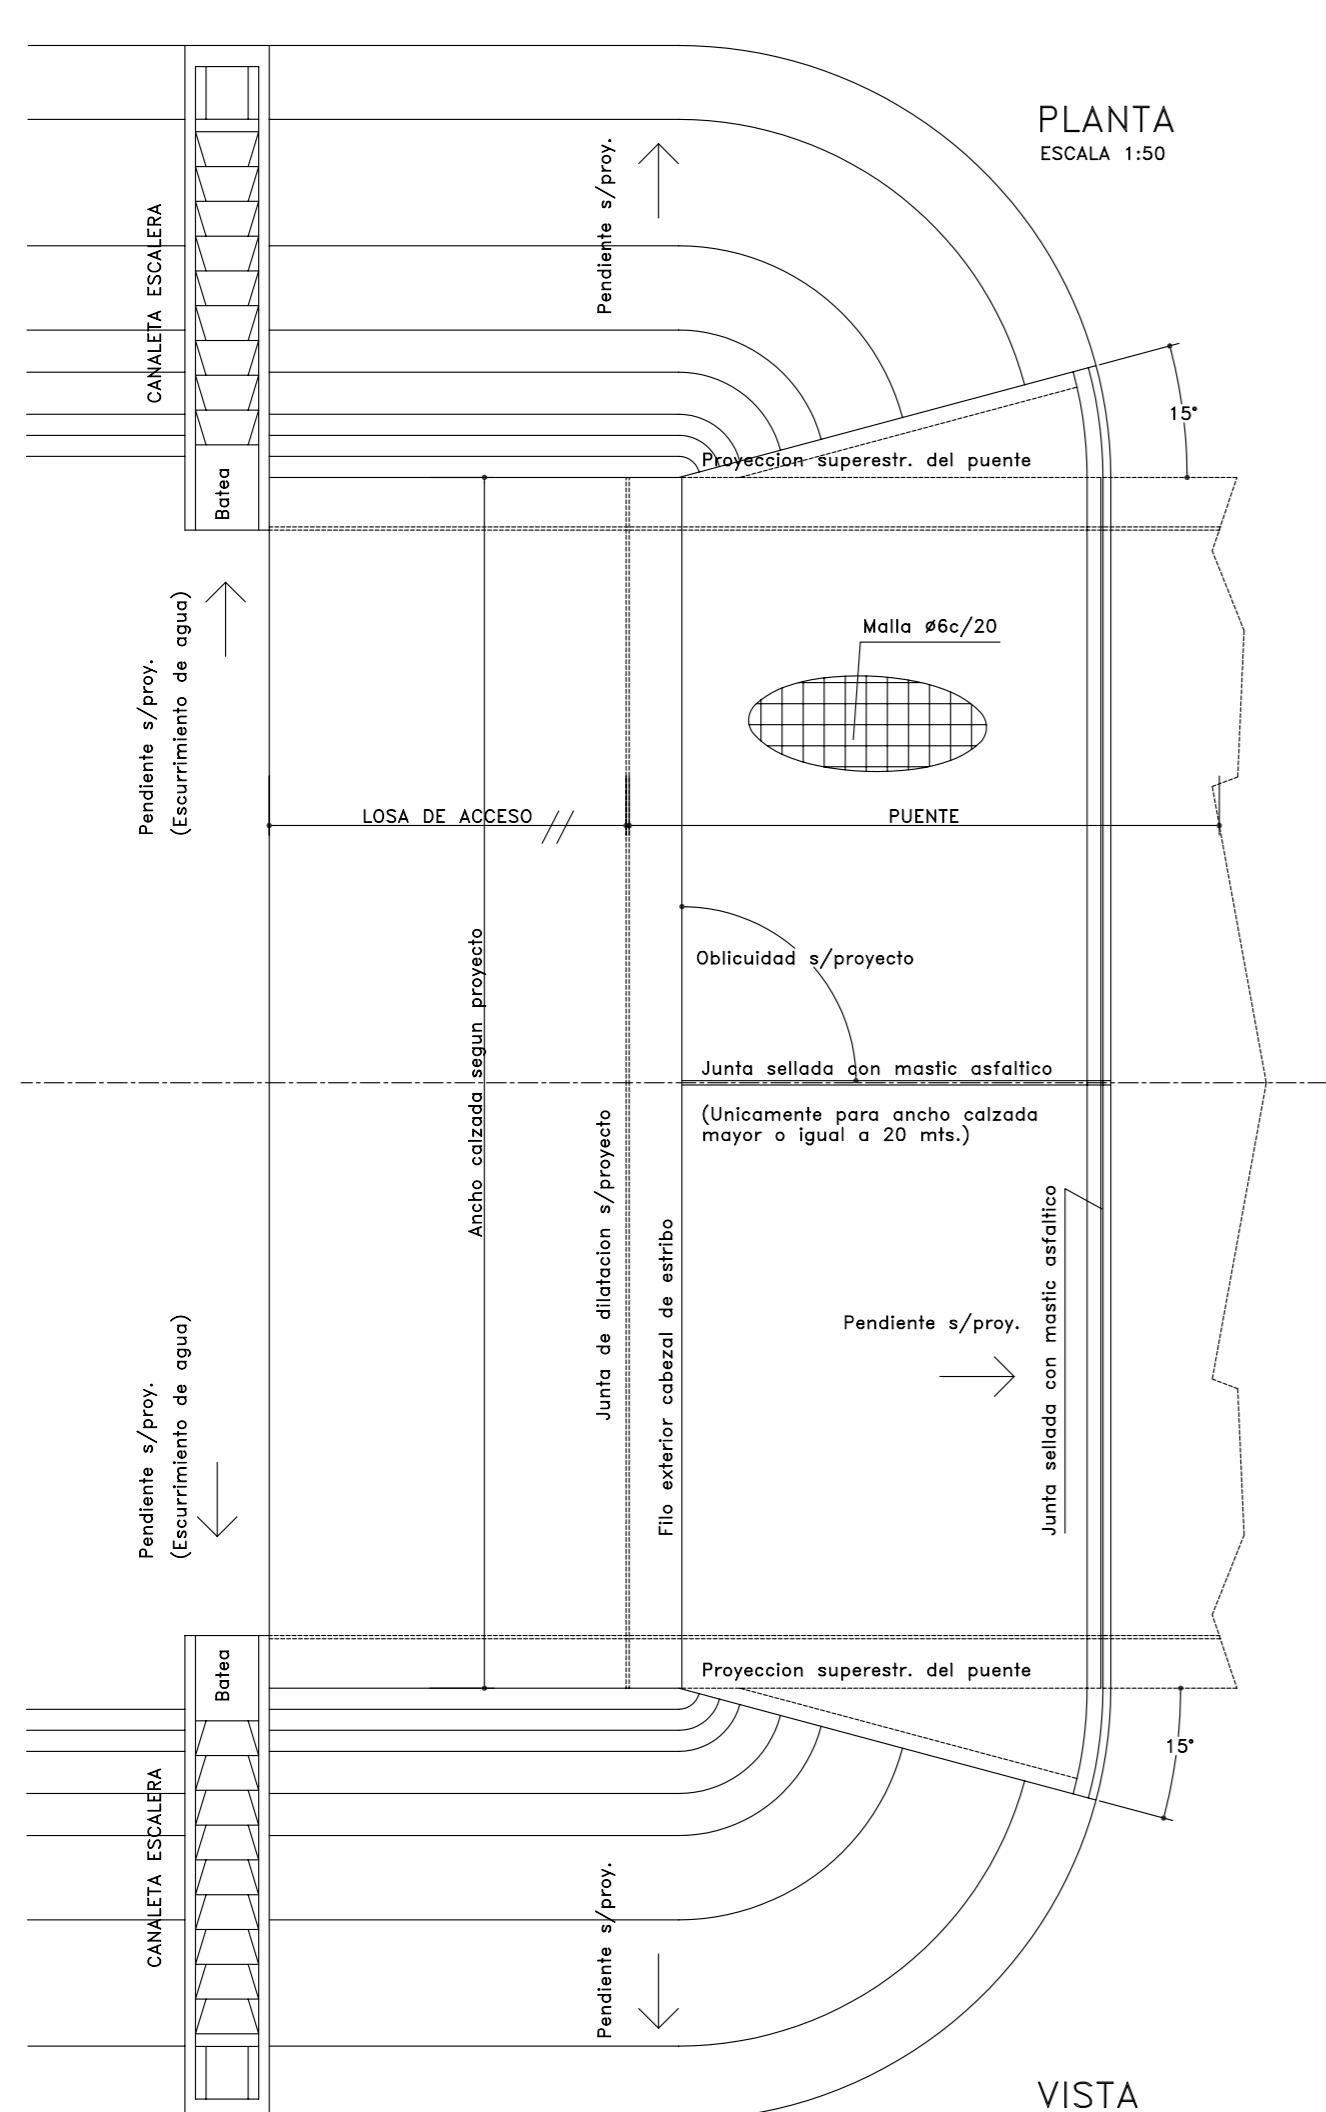 PLANTA
ESCALA 1:50
Pendiente s/proy.
CANALETA ESCALERA
15°
Proyeccion superestr. del puente
Batea
Malla ø6c/20
Pendiente s/proy.
(Escurrimiento de agua)
LOSA DE ACCESO
PUENTE
Ancho calzada segun proyecto
Oblicuidad s/proyecto
Junta sellada con mastic asfaltico
(Unicamente para ancho calzada
mayor o igual a 20 mts.)
Junta de dilatacion s/proyecto
Filo exterior cabezal de estribo
Junta sellada con mastic asfaltico
Pendiente s/proy.
Pendiente s/proy.
(Escurrimiento de agua)
Batea
Proyeccion superestr. del puente
15°
CANALETA ESCALERA
Pendiente s/proy.
VISTA